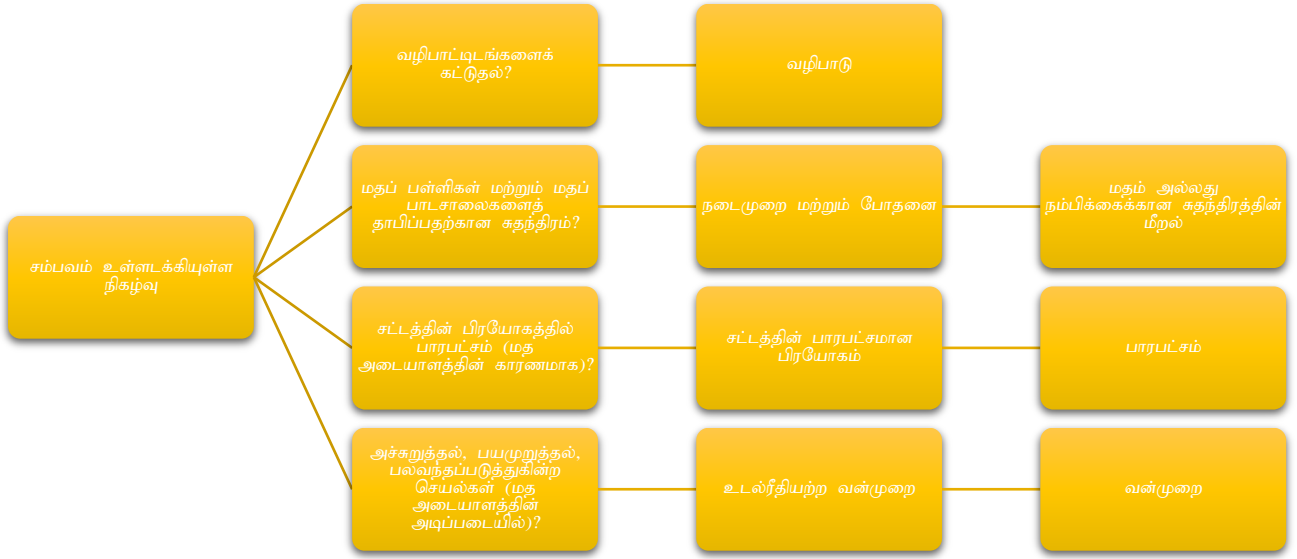 வழிபாட்டிடங்களைக்
கட்டுதல்?
வழிபாடு
மதப் பள்ளிகள் மற்றும் மதப்
பாடசாலைகளைத்
தாபிப்பதற்கான சுதந்திரம்?
நடைமுறை மற்றும் போதனை
மதம் அல்லது
நம்பிக்கைக்கான சுதந்திரத்தின்
மீறல்
சம்பவம் உள்ளடக்கியுள்ள
நிகழ்வு
சட்டத்தின் பிரயோகத்தில்
பாரபட்சம் (மத
அடையாளத்தின் காரணமாக)?
சட்டத்தின் பாரபட்சமான
பிரயோகம்
பாரபட்சம்
அச்சுறுத்தல், பயமுறுத்தல்,
பலவந்தப்படுத்துகின்ற
செயல்கள் (மத
அடையாளத்தின்
அடிப்படையில்)?
உடல்ரீதியற்ற வன்முறை
வன்முறை